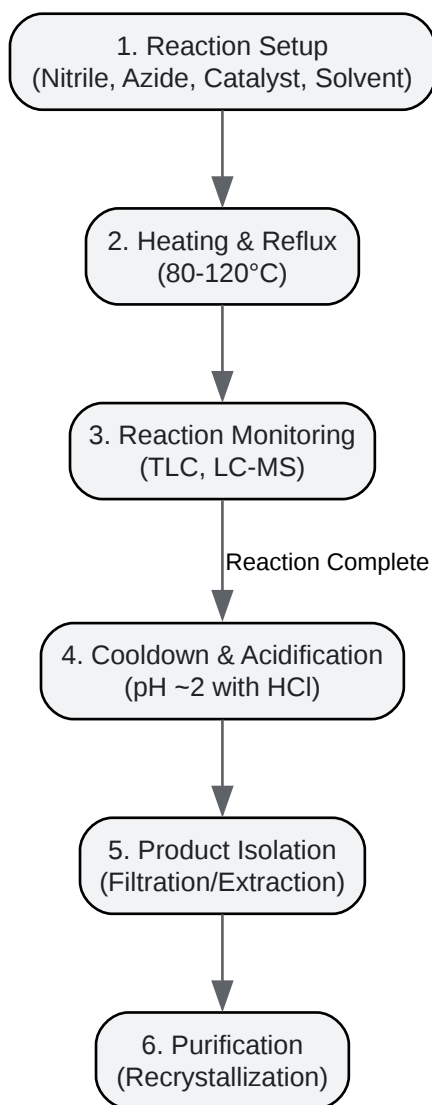 1. Reaction Setup
(Nitrile, Azide, Catalyst, Solvent)
2. Heating & Reflux
(80-120°C)
3. Reaction Monitoring
(TLC, LC-MS)
Reaction Complete
4. Cooldown & Acidification
(pH ~2 with HCl)
5. Product Isolation
(Filtration/Extraction)
6. Purification
(Recrystallization)